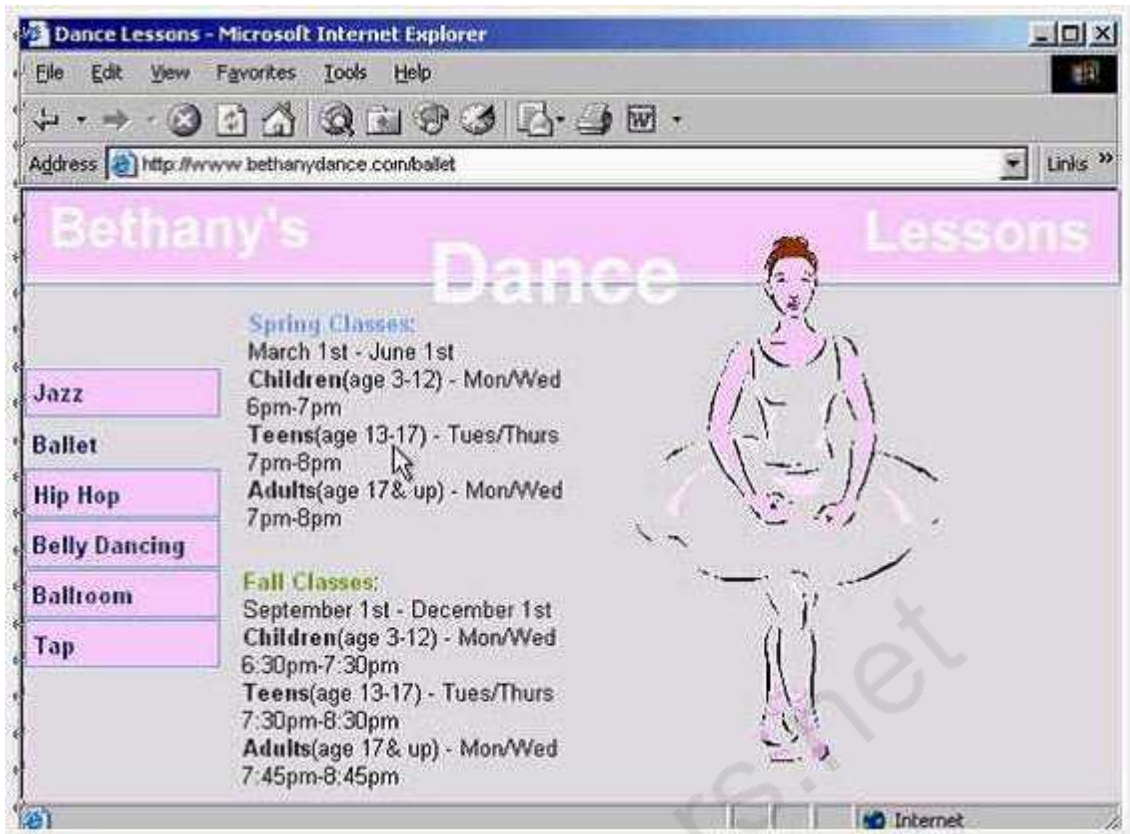 Dance Lessons - Microsoft Internet Explorer
File Edit View Favorites Tools Help
Address http://www.bethanydance.com/ballet Links »
Bethany's Dance Lessons
Jazz
Ballet
Hip Hop
Belly Dancing
Ballroom
Tap
Spring Classes:
March 1st - June 1st
Children(age 3-12) - Mon/Wed
6pm-7pm
Teens(age 13-17) - Tues/Thurs
7pm-8pm
Adults(age 17& up) - Mon/Wed
7pm-8pm
Fall Classes:
September 1st - December 1st
Children(age 3-12) - Mon/Wed
6:30pm-7:30pm
Teens(age 13-17) - Tues/Thurs
7:30pm-8:30pm
Adults(age 17& up) - Mon/Wed
7:45pm-8:45pm
Internet
rs.net